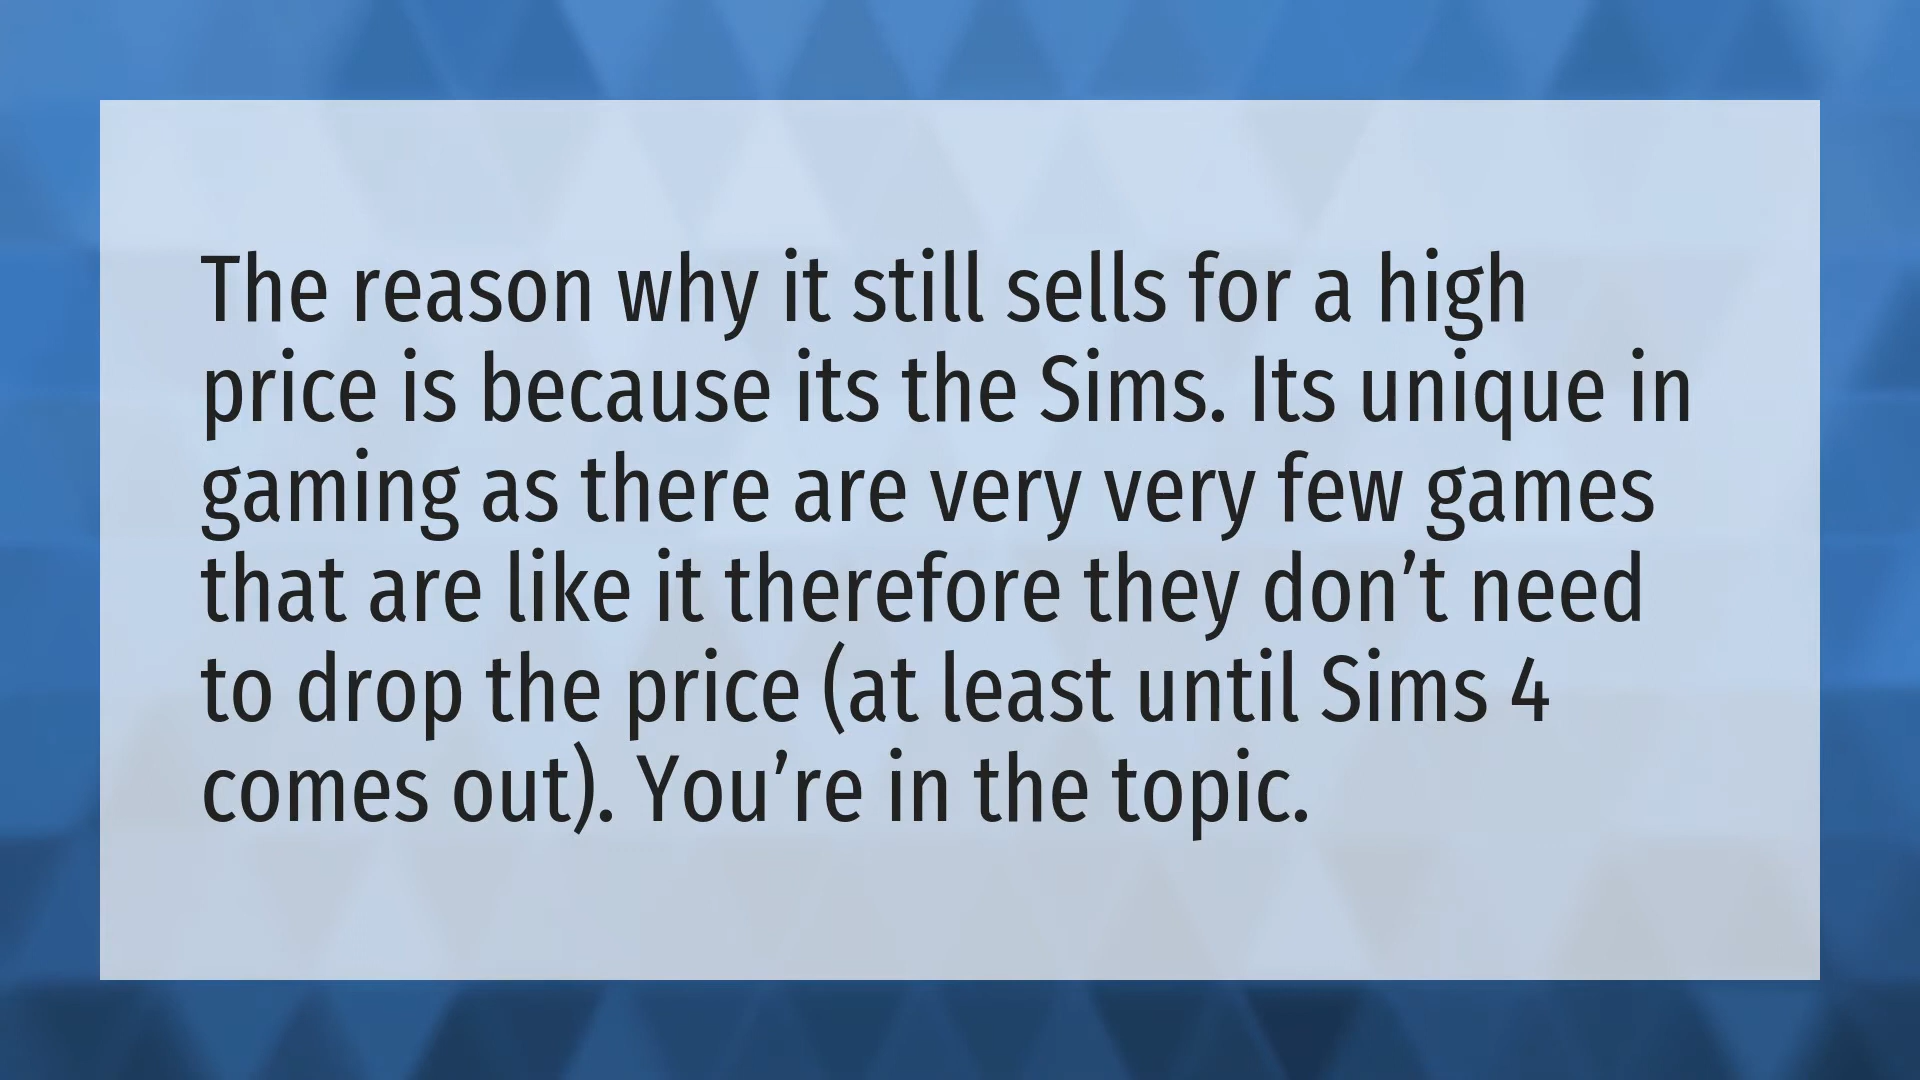 The reason why it still sells for a high
price is because its the Sims. Its unique in
gaming as there are very very few games
that are like it therefore they don’t need
to drop the price (at least until Sims 4
comes out). You’re in the topic.